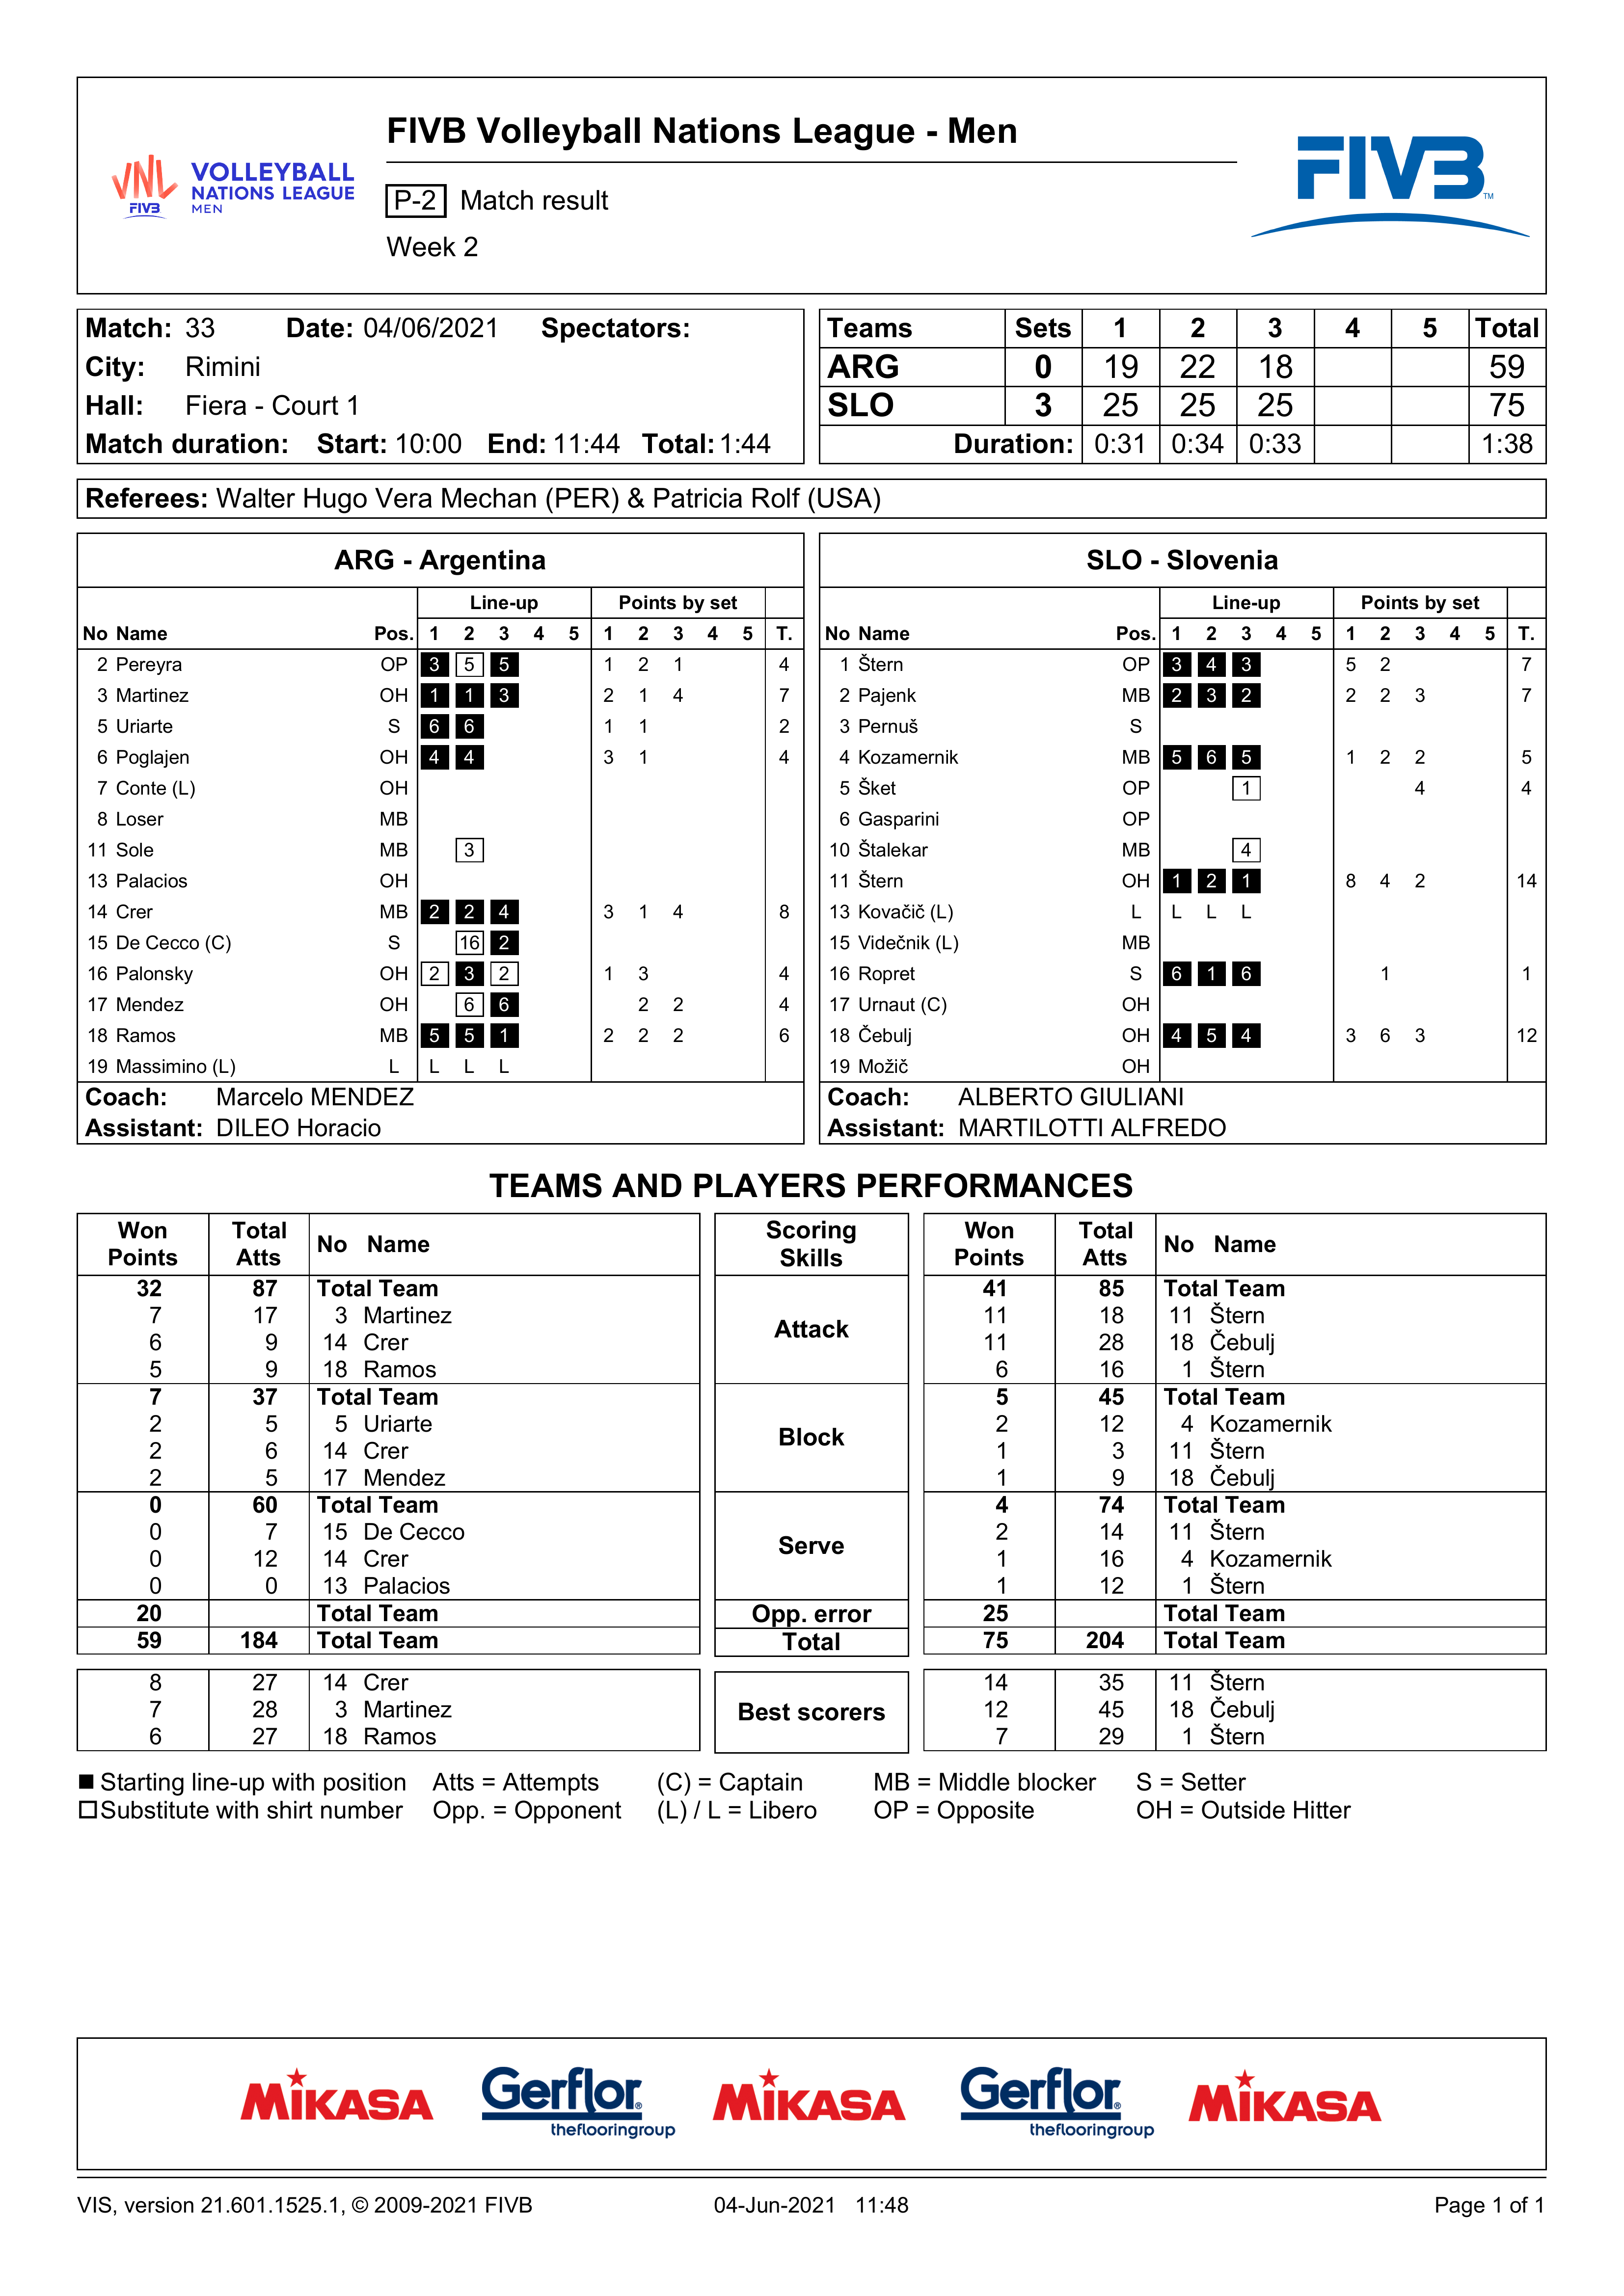 FIVB Volleyball Nations League - Men
VNL FIVB
VOLLEYBALL
NATIONS LEAGUE
MEN
P-2 Match result
Week 2
FIVB TM
Match: 33 Date: 04/06/2021 Spectators:
City: Rimini
Hall: Fiera - Court 1
Match duration: Start: 10:00 End: 11:44 Total: 1:44
Teams Sets 1 2 3 4 5 Total
ARG 0 19 22 18 59
SLO 3 25 25 25 75
Duration: 0:31 0:34 0:33 1:38
Referees: Walter Hugo Vera Mechan (PER) & Patricia Rolf (USA)
ARG - Argentina
Line-up Points by set
No Name Pos. 1 2 3 4 5 1 2 3 4 5 T.
2 Pereyra OP 3 5 5 1 2 1 4
3 Martinez OH 1 1 3 2 1 4 7
5 Uriarte S 6 6 1 1 2
6 Poglajen OH 4 4 3 1 4
7 Conte (L) OH
8 Loser MB
11 Sole MB 3
13 Palacios OH
14 Crer MB 2 2 4 3 1 4 8
15 De Cecco (C) S 16 2
16 Palonsky OH 2 3 2 1 3 4
17 Mendez OH 6 6 2 2 4
18 Ramos MB 5 5 1 2 2 2 6
19 Massimino (L) L L L L
Coach: Marcelo MENDEZ
Assistant: DILEO Horacio
SLO - Slovenia
Line-up Points by set
No Name Pos. 1 2 3 4 5 1 2 3 4 5 T.
1 Štern OP 3 4 3 5 2 7
2 Pajenk MB 2 3 2 2 2 3 7
3 Pernuš S
4 Kozamernik MB 5 6 5 1 2 2 5
5 Šket OP 1 4 4
6 Gasparini OP
10 Štalekar MB 4
11 Štern OH 1 2 1 8 4 2 14
13 Kovačič (L) L L L L
15 Videčnik (L) MB
16 Ropret S 6 1 6 1 1
17 Urnaut (C) OH
18 Čebulj OH 4 5 4 3 6 3 12
19 Možič OH
Coach: ALBERTO GIULIANI
Assistant: MARTILOTTI ALFREDO
TEAMS AND PLAYERS PERFORMANCES
Won Points Total Atts No Name Scoring Skills Won Points Total Atts No Name
32 87 Total Team 41 85 Total Team
7 17 3 Martinez 11 18 11 Štern
Attack
6 9 14 Crer 11 28 18 Čebulj
5 9 18 Ramos 6 16 1 Štern
7 37 Total Team 5 45 Total Team
2 5 5 Uriarte 2 12 4 Kozamernik
Block
2 6 14 Crer 1 3 11 Štern
2 5 17 Mendez 1 9 18 Čebulj
0 60 Total Team 4 74 Total Team
0 7 15 De Cecco 2 14 11 Štern
Serve
0 12 14 Crer 1 16 4 Kozamernik
0 0 13 Palacios 1 12 1 Štern
20 Total Team Opp. error 25 Total Team
59 184 Total Team Total 75 204 Total Team
8 27 14 Crer 14 35 11 Štern
7 28 3 Martinez Best scorers 12 45 18 Čebulj
6 27 18 Ramos 7 29 1 Štern
Starting line-up with position Atts = Attempts (C) = Captain MB = Middle blocker S = Setter
Substitute with shirt number Opp. = Opponent (L) / L = Libero OP = Opposite OH = Outside Hitter
MIKASA Gerflor® theflooringgroup MIKASA Gerflor® theflooringgroup MIKASA
VIS, version 21.601.1525.1, © 2009-2021 FIVB 04-Jun-2021 11:48 Page 1 of 1